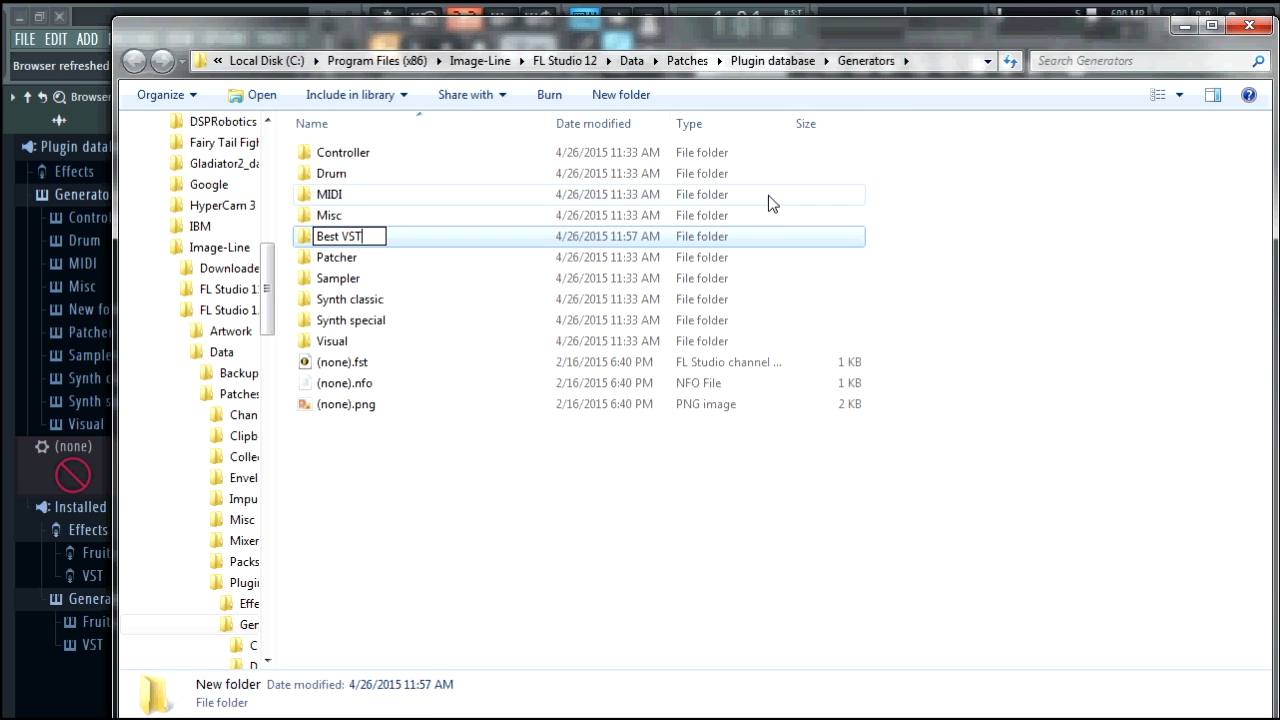 FILE EDIT ADD
Browser refreshed
Browse
Plugin datal
Effects
Generato
Contro
Drum
MIDI
Misc
New fo
Patche
Sample
Synth c
Synth s
Visual
(none)
Installed
Effects
Fruit
VST
Genera
Fruit
VST
« Local Disk (C:) Program Files (x86) Image-Line FL Studio 12 Data Patches Plugin database Generators
Search Generators
Organize Open Include in library Share with Burn New folder
DSPRobotics
Fairy Tail Figh
Gladiator2_da
Google
HyperCam 3
IBM
Image-Line
Downloade
FL Studio 1
FL Studio 1
Artwork
Data
Backup
Patches
Chan
Clipb
Colle
Envel
Impu
Misc
Mixer
Packs
Plugin
Effe
Ger
C
D
Name Date modified Type Size
Controller 4/26/2015 11:33 AM File folder
Drum 4/26/2015 11:33 AM File folder
MIDI 4/26/2015 11:33 AM File folder
Misc 4/26/2015 11:33 AM File folder
Best VST 4/26/2015 11:57 AM File folder
Patcher 4/26/2015 11:33 AM File folder
Sampler 4/26/2015 11:33 AM File folder
Synth classic 4/26/2015 11:33 AM File folder
Synth special 4/26/2015 11:33 AM File folder
Visual 4/26/2015 11:33 AM File folder
(none).fst 2/16/2015 6:40 PM FL Studio channel ... 1 KB
(none).nfo 2/16/2015 6:40 PM NFO File 1 KB
(none).png 2/16/2015 6:40 PM PNG image 2 KB
New folder Date modified: 4/26/2015 11:57 AM
File folder